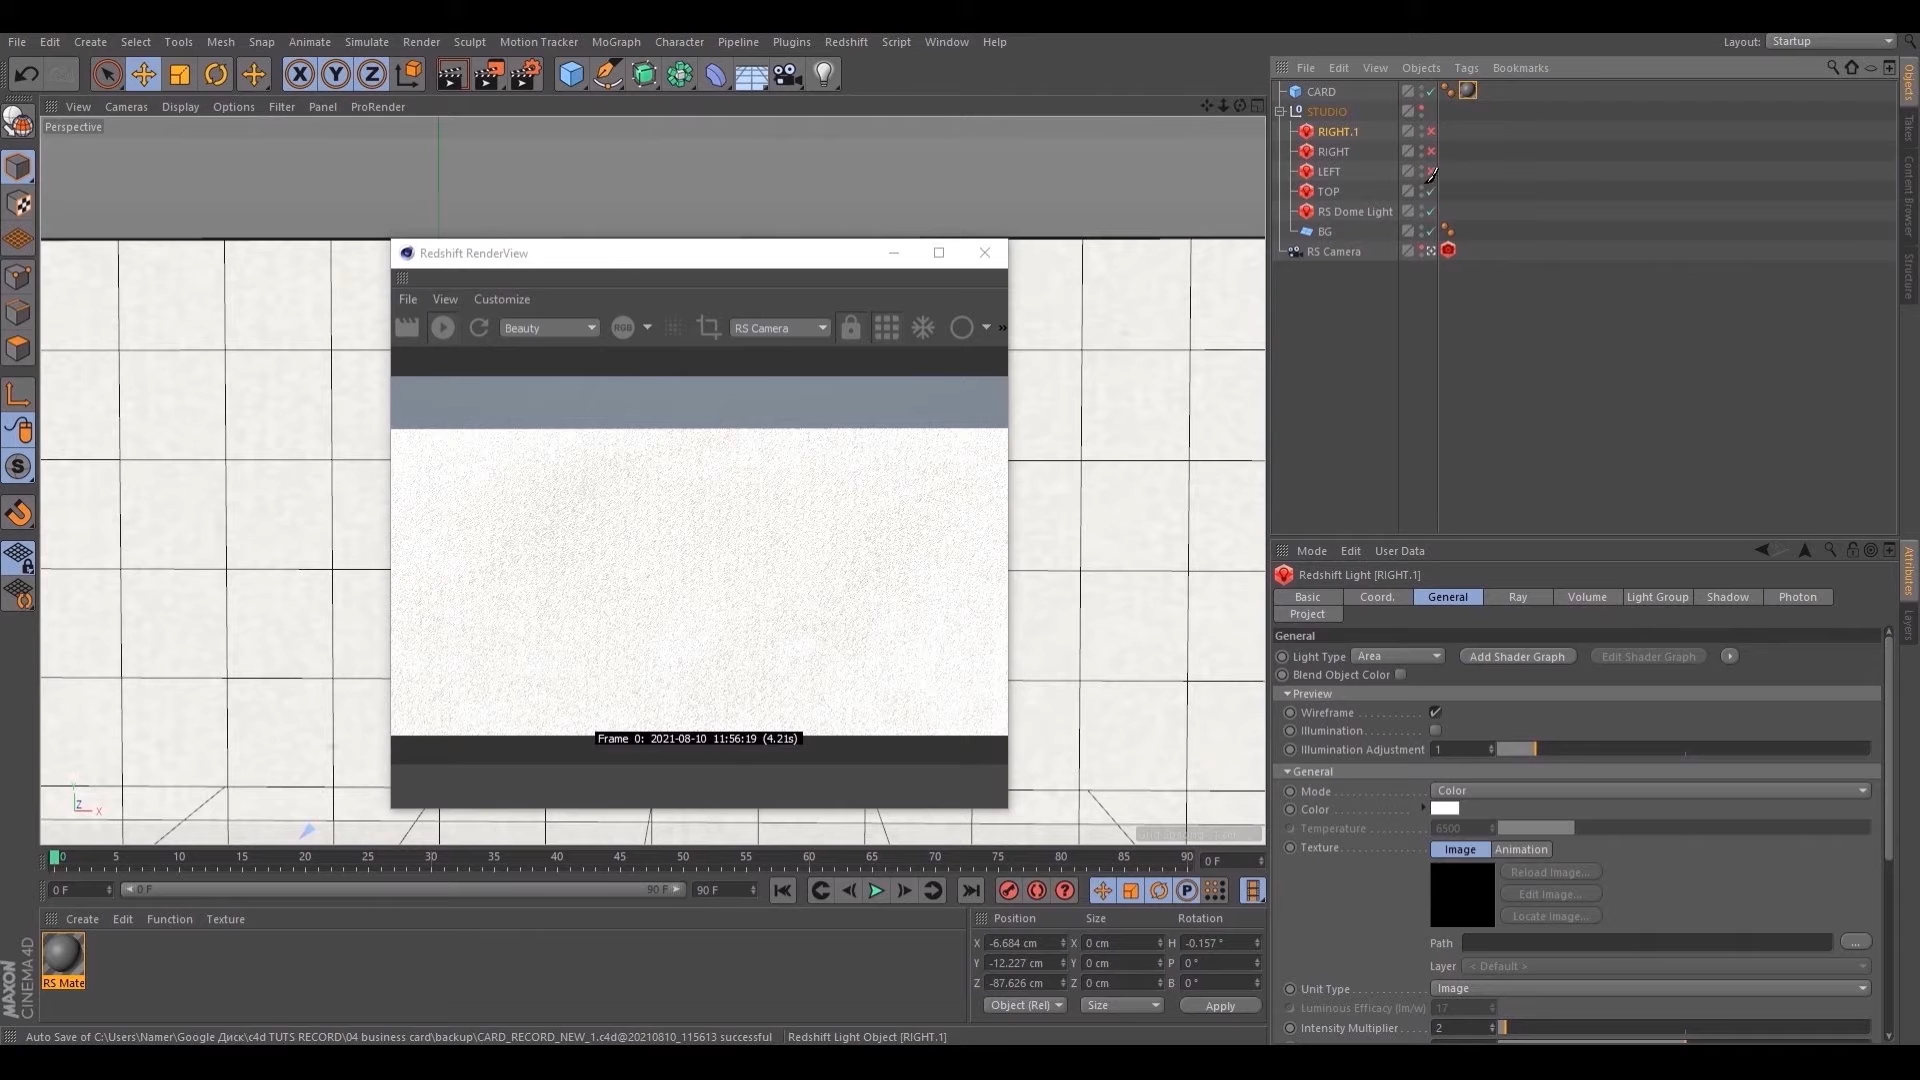 File Edit Create Select Tools Mesh Snap Animate Simulate Render Sculpt Motion Tracker MoGraph Character Pipeline Plugins Redshift Script Window Help
Layout: Startup
X Y Z
View Cameras Display Options Filter Panel ProRender
Perspective
File Edit View Objects Tags Bookmarks
CARD
STUDIO
RIGHT.1
RIGHT
LEFT
TOP
RS Dome Light
BG
RS Camera
Objects
Takes
Content Browser
Structure
Redshift RenderView
File View Customize
Beauty
RGB
RS Camera
Frame 0: 2021-08-10 11:56:19 (4.21s)
Z X
0 5 10 15 20 25 30 35 40 45 50 55 60 65 70 75 80 85 90 0 F
0 F 0 F 90 F 90 F
Create Edit Function Texture
RS Mate
MAXON
CINEMA 4D
Position Size Rotation
X -6.684 cm X 0 cm H -0.157 °
Y -12.227 cm Y 0 cm P 0 °
Z -87.626 cm Z 0 cm B 0 °
Object (Rel) Size Apply
Mode Edit User Data
Redshift Light [RIGHT.1]
Basic Coord. General Ray Volume Light Group Shadow Photon
Project
General
Light Type Area Add Shader Graph Edit Shader Graph
Blend Object Color
Preview
Wireframe
Illumination
Illumination Adjustment 1
General
Mode Color
Color
Temperature 6500
Texture Image Animation
Reload Image...
Edit Image...
Locate Image...
Path ...
Layer < Default >
Unit Type Image
Luminous Efficacy (lm/w) 17
Intensity Multiplier 2
Attributes
Layers
Auto Save of C:\Users\Namer\Google Диск\c4d TUTS RECORD\04 business card\backup\CARD_RECORD_NEW_1.c4d@20210810_115613 successful
Redshift Light Object [RIGHT.1]